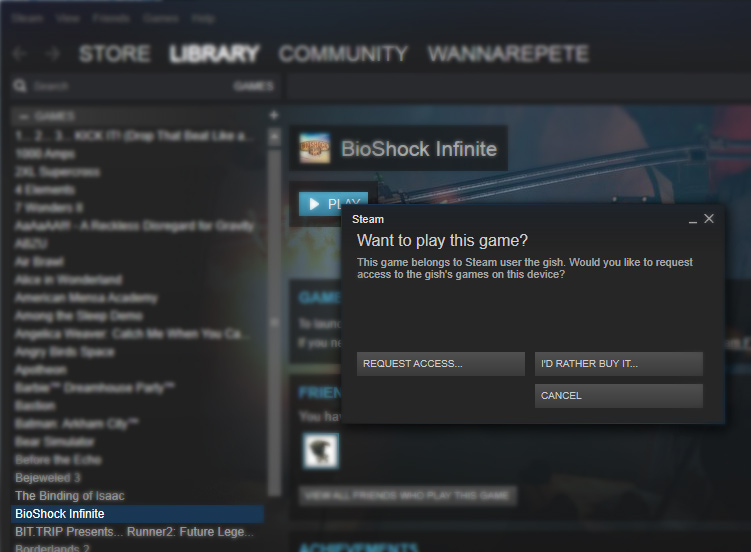 Steam View Friends Games Help
STORE LIBRARY COMMUNITY WANNAREPETE
Search GAMES
GAMES
1... 2... 3... KICK IT! (Drop That Beat Like a...
1000 Amps
2XL Supercross
4 Elements
7 Wonders II
AaAaAA!!! - A Reckless Disregard for Gravity
ABZU
Air Brawl
Alice in Wonderland
American Mensa Academy
Among the Sleep Demo
Angelica Weaver: Catch Me When You Ca...
Angry Birds Space
Apotheon
Barbie™ Dreamhouse Party™
Bastion
Batman: Arkham City™
Bear Simulator
Before the Echo
Bejeweled 3
The Binding of Isaac
BioShock Infinite
BIT.TRIP Presents... Runner2: Future Lege...
Borderlands 2
BioShock Infinite
PLAY
Steam
Want to play this game?
This game belongs to Steam user the gish. Would you like to request
access to the gish's games on this device?
REQUEST ACCESS...
I'D RATHER BUY IT...
CANCEL
GAME
To launc
If you ne
FRIEN
You hav
VIEW ALL FRIENDS WHO PLAY THIS GAME
ACHIEVEMENTS